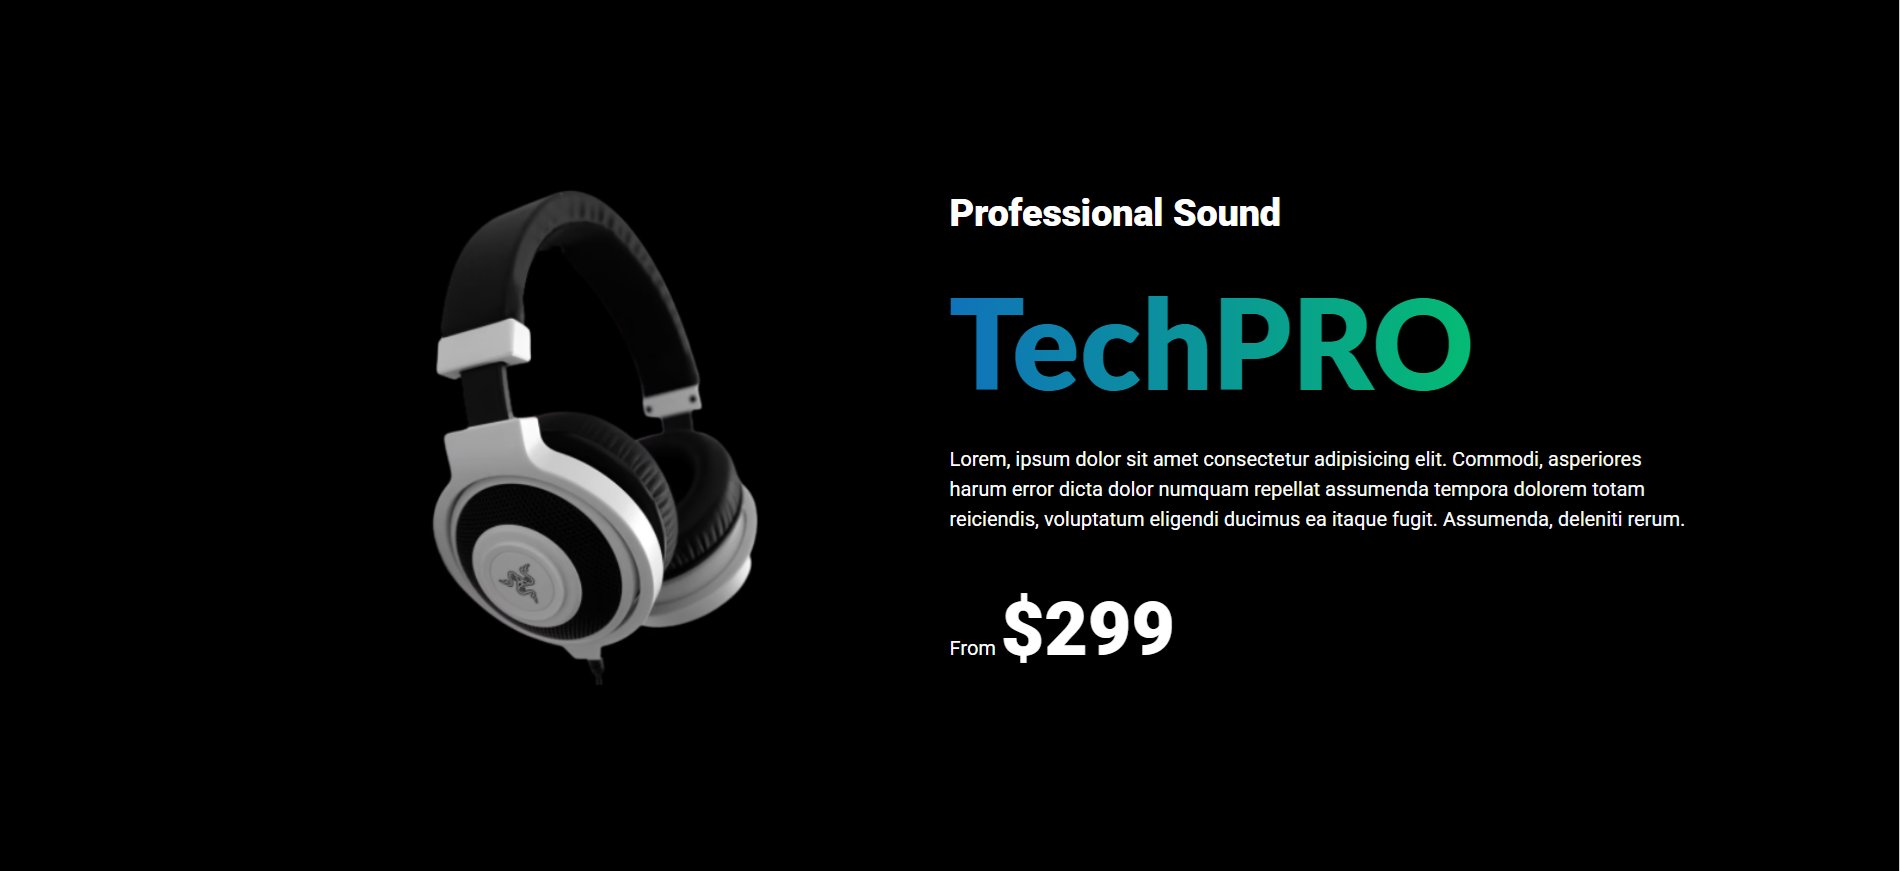 Professional Sound
TechPRO
Lorem, ipsum dolor sit amet consectetur adipisicing elit. Commodi, asperiores
harum error dicta dolor numquam repellat assumenda tempora dolorem totam
reiciendis, voluptatum eligendi ducimus ea itaque fugit. Assumenda, deleniti rerum.
From $299